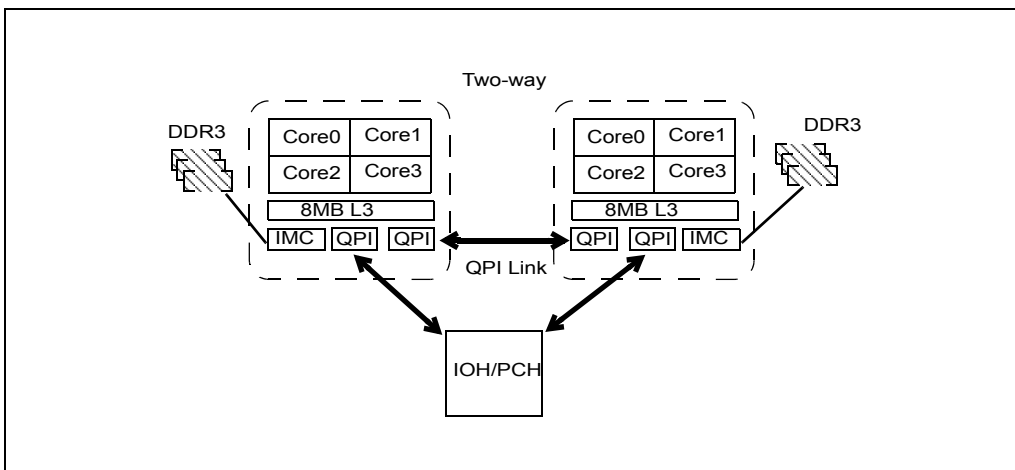 Two-way
DDR3
Core0 Core1
Core2 Core3
8MB L3
IMC QPI QPI
Core0 Core1
Core2 Core3
8MB L3
QPI QPI IMC
DDR3
QPI Link
IOH/PCH